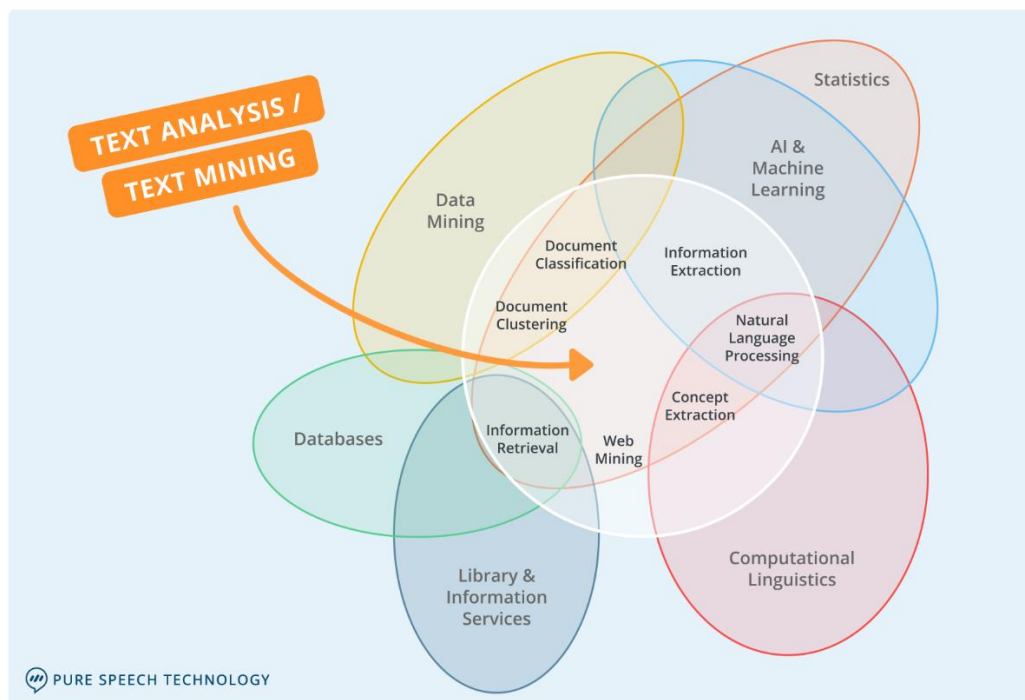 TEXT ANALYSIS /
TEXT MINING
Statistics
AI &
Machine
Learning
Data
Mining
Document
Classification
Information
Extraction
Document
Clustering
Natural
Language
Processing
Concept
Extraction
Databases
Information
Retrieval
Web
Mining
Computational
Linguistics
Library &
Information
Services
PURE SPEECH TECHNOLOGY